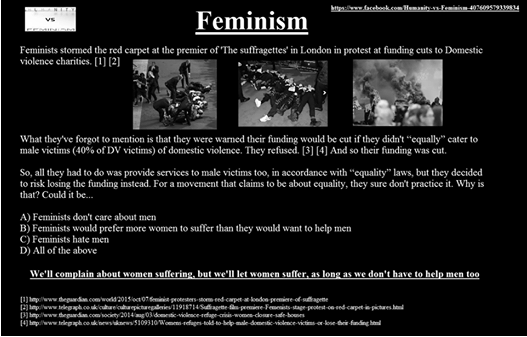 vs
FEMINISM
Feminism
https://www.facebook.com/Humanity-vs-Feminism-407609579339834
Feminists stormed the red carpet at the premier of 'The suffragettes' in London in protest at funding cuts to Domestic
violence charities. [1] [2]
What they've forgot to mention is that they were warned their funding would be cut if they didn't “equally” cater to
male victims (40% of DV victims) of domestic violence. They refused. [3] [4] And so their funding was cut.
So, all they had to do was provide services to male victims too, in accordance with “equality” laws, but they decided
to risk losing the funding instead. For a movement that claims to be about equality, they sure don't practice it. Why is
that? Could it be...
A) Feminists don't care about men
B) Feminists would prefer more women to suffer than they would want to help men
C) Feminists hate men
D) All of the above
We'll complain about women suffering, but we'll let women suffer, as long as we don't have to help men too
[1] http://www.theguardian.com/world/2015/oct/07/feminist-protesters-storm-red-carpet-at-london-premiere-of-suffragette
[2] http://www.telegraph.co.uk/culture/culturepicturegalleries/11918714/Suffragette-film-premiere-Femenists-stage-protest-on-red-carpet-in-pictures.html
[3] http://www.theguardian.com/society/2014/aug/03/domestic-violence-refuge-crisis-women-closure-safe-houses
[4] http://www.telegraph.co.uk/news/uknews/5109310/Womens-refuges-told-to-help-male-domestic-violence-victims-or-lose-their-funding.html